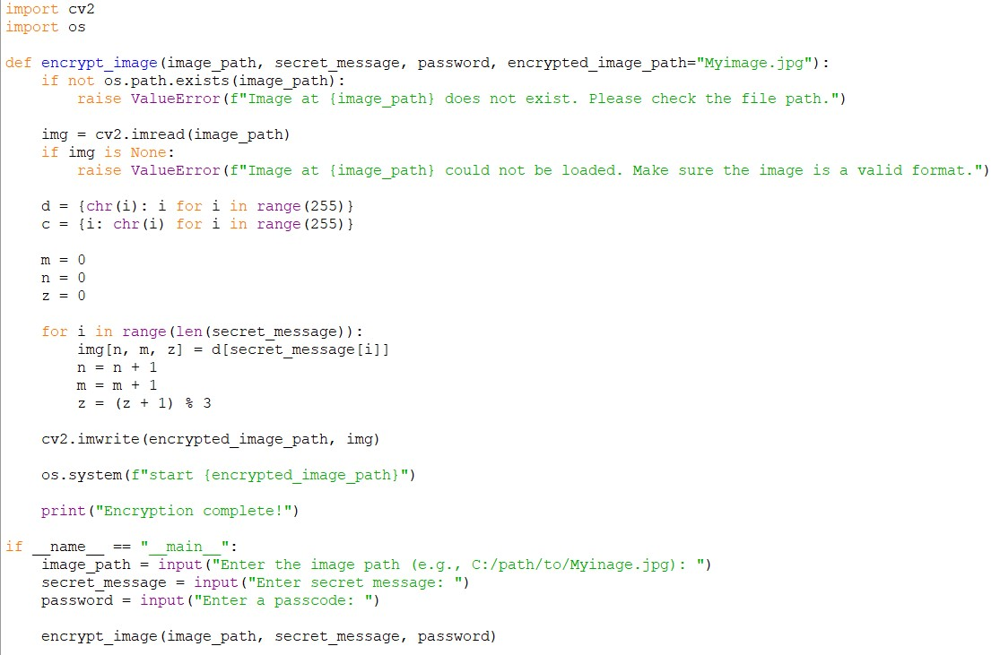 import cv2
import os
def encrypt_image(image_path, secret_message, password, encrypted_image_path="Myimage.jpg"):
    if not os.path.exists(image_path):
        raise ValueError(f"Image at {image_path} does not exist. Please check the file path.")
    img = cv2.imread(image_path)
    if img is None:
        raise ValueError(f"Image at {image_path} could not be loaded. Make sure the image is a valid format.")
    d = {chr(i): i for i in range(255)}
    c = {i: chr(i) for i in range(255)}
    m = 0
    n = 0
    z = 0
    for i in range(len(secret_message)):
        img[n, m, z] = d[secret_message[i]]
        n = n + 1
        m = m + 1
        z = (z + 1) % 3
    cv2.imwrite(encrypted_image_path, img)
    os.system(f"start {encrypted_image_path}")
    print("Encryption complete!")
if __name__ == "__main__":
    image_path = input("Enter the image path (e.g., C:/path/to/Myinage.jpg): ")
    secret_message = input("Enter secret message: ")
    password = input("Enter a passcode: ")
    encrypt_image(image_path, secret_message, password)